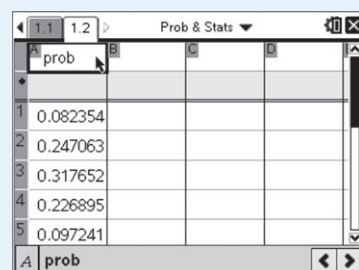 1.1 1.2 Prob & Stats
A prob B C D
1 0.082354
2 0.247063
3 0.317652
4 0.226895
5 0.097241
A prob